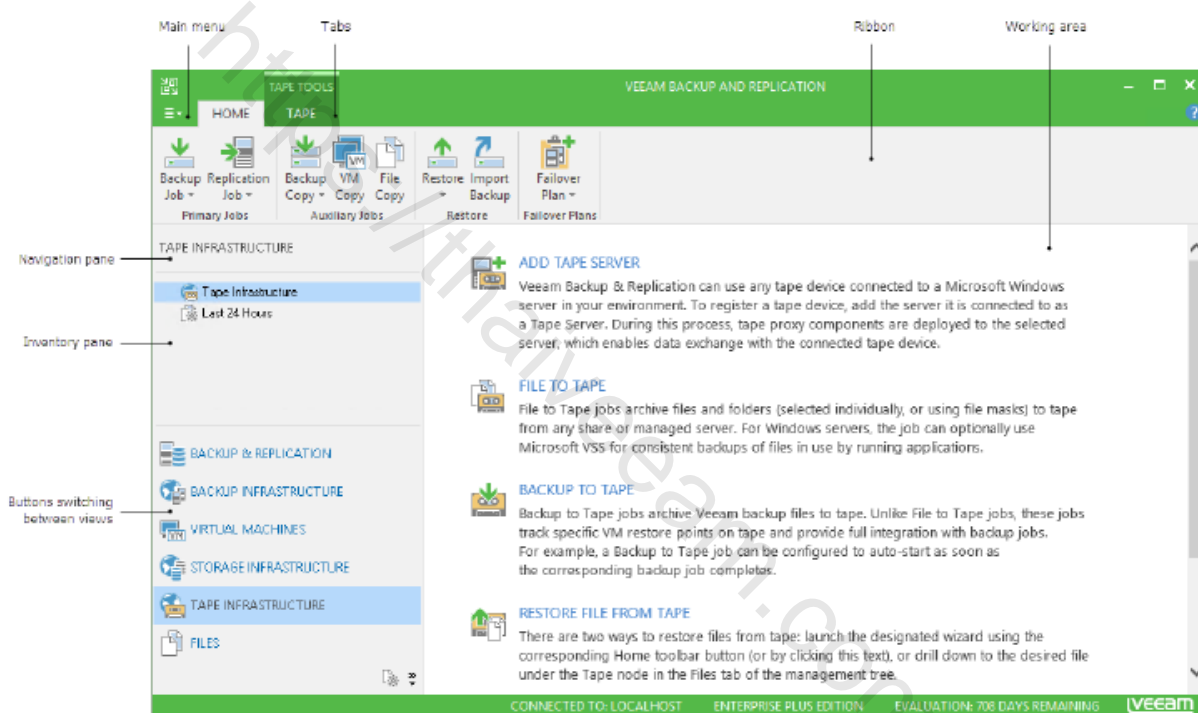 Main menu
Tabs
Ribbon
Working area
TAPE TOOLS
VEEAM BACKUP AND REPLICATION
HOME
TAPE
Backup Job
Replication Job
Backup Copy
VM Copy
File Copy
Restore
Import Backup
Failover Plan
Primary Jobs
Auxiliary Jobs
Restore
Failover Plans
Navigation pane
TAPE INFRASTRUCTURE
Tape Infrastructure
Last 24 Hours
Inventory pane
BACKUP & REPLICATION
BACKUP INFRASTRUCTURE
Buttons switching
between views
VIRTUAL MACHINES
STORAGE INFRASTRUCTURE
TAPE INFRASTRUCTURE
FILES
ADD TAPE SERVER
Veeam Backup & Replication can use any tape device connected to a Microsoft Windows
server in your environment. To register a tape device, add the server it is connected to as
a Tape Server. During this process, tape proxy components are deployed to the selected
server, which enables data exchange with the connected tape device.
FILE TO TAPE
File to Tape jobs archive files and folders (selected individually, or using file masks) to tape
from any share or managed server. For Windows servers, the job can optionally use
Microsoft VSS for consistent backups of files in use by running applications.
BACKUP TO TAPE
Backup to Tape jobs archive Veeam backup files to tape. Unlike File to Tape jobs, these jobs
track specific VM restore points on tape and provide full integration with backup jobs.
For example, a Backup to Tape job can be configured to auto-start as soon as
the corresponding backup job completes.
RESTORE FILE FROM TAPE
There are two ways to restore files from tape: launch the designated wizard using the
corresponding Home toolbar button (or by clicking this text), or drill down to the desired file
under the Tape node in the Files tab of the management tree.
CONNECTED TO: LOCALHOST
ENTERPRISE PLUS EDITION
EVALUATION: 708 DAYS REMAINING
veeam
https://thaiveeam.com